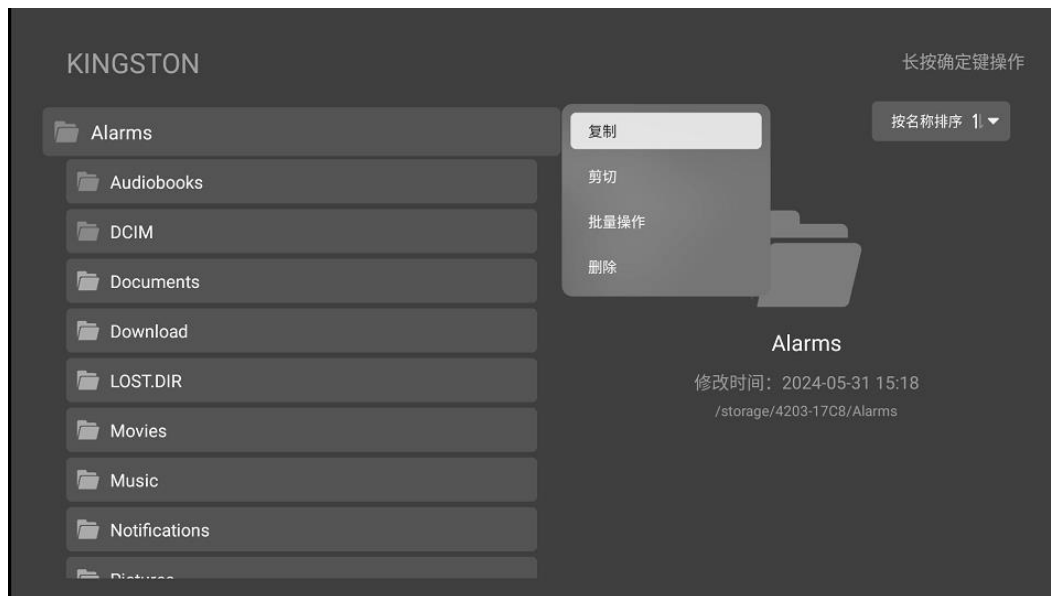 KINGSTON
长按确定键操作
按名称排序
Alarms
Audiobooks
DCIM
Documents
Download
LOST.DIR
Movies
Music
Notifications
Pictures
复制
剪切
批量操作
删除
Alarms
修改时间：2024-05-31 15:18
/storage/4203-17C8/Alarms